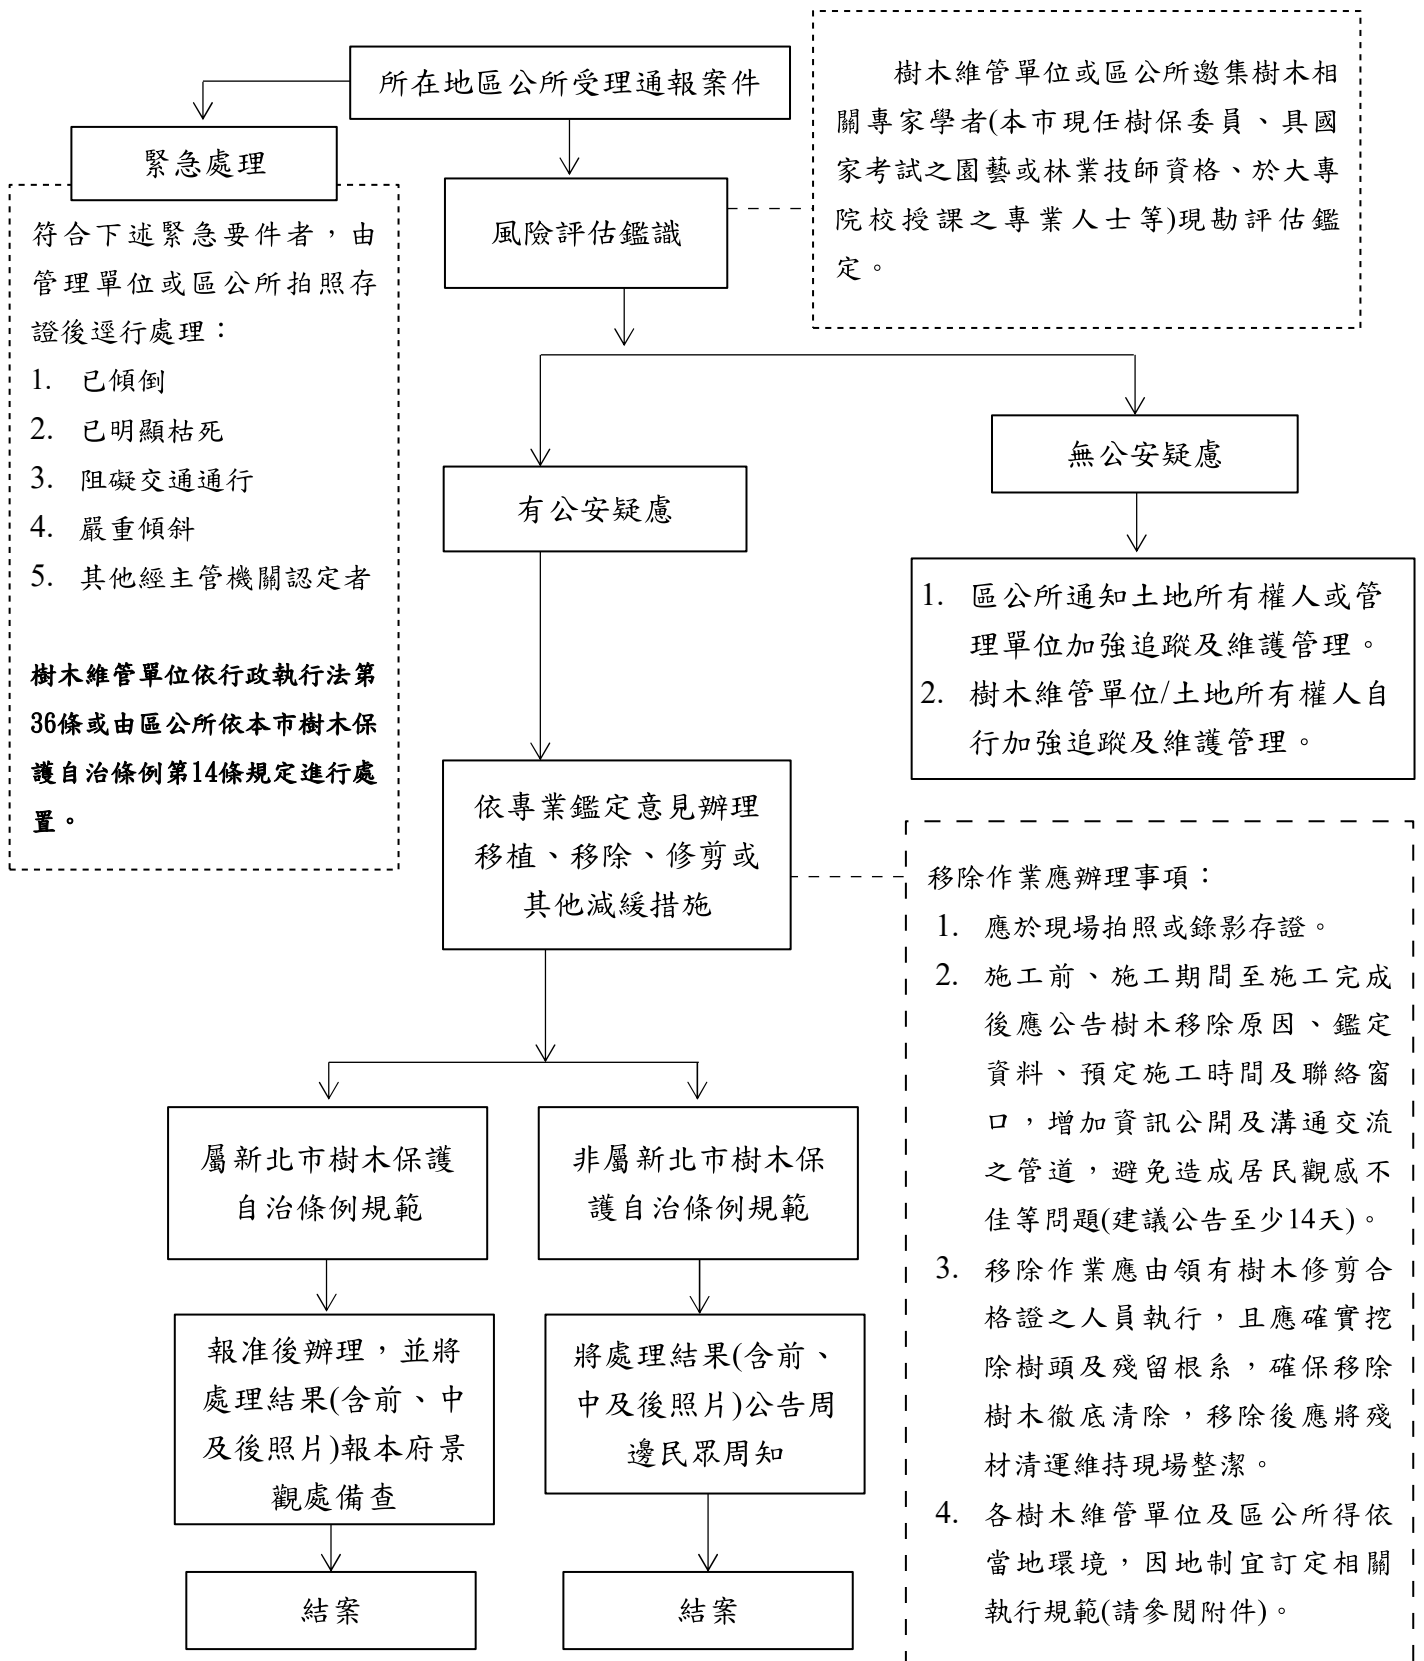 所在地區公所受理通報案件
樹木維管單位或區公所邀集樹木相
關專家學者(本市現任樹保委員、具國
家考試之園藝或林業技師資格、於大專
院校授課之專業人士等)現勘評估鑑
定。
緊急處理
符合下述緊急要件者，由
管理單位或區公所拍照存
證後逕行處理：
1. 已傾倒
2. 已明顯枯死
3. 阻礙交通通行
4. 嚴重傾斜
5. 其他經主管機關認定者
樹木維管單位依行政執行法第
36條或由區公所依本市樹木保
護自治條例第14條規定進行處
置。
風險評估鑑識
有公安疑慮
無公安疑慮
1. 區公所通知土地所有權人或管
理單位加強追蹤及維護管理。
2. 樹木維管單位/土地所有權人自
行加強追蹤及維護管理。
依專業鑑定意見辦理
移植、移除、修剪或
其他減緩措施
移除作業應辦理事項：
1. 應於現場拍照或錄影存證。
2. 施工前、施工期間至施工完成
後應公告樹木移除原因、鑑定
資料、預定施工時間及聯絡窗
口，增加資訊公開及溝通交流
之管道，避免造成居民觀感不
佳等問題(建議公告至少14天)。
3. 移除作業應由領有樹木修剪合
格證之人員執行，且應確實挖
除樹頭及殘留根系，確保移除
樹木徹底清除，移除後應將殘
材清運維持現場整潔。
4. 各樹木維管單位及區公所得依
當地環境，因地制宜訂定相關
執行規範(請參閱附件)。
屬新北市樹木保護
自治條例規範
非屬新北市樹木保
護自治條例規範
報准後辦理，並將
處理結果(含前、中
及後照片)報本府景
觀處備查
將處理結果(含前、
中及後照片)公告周
邊民眾周知
結案
結案